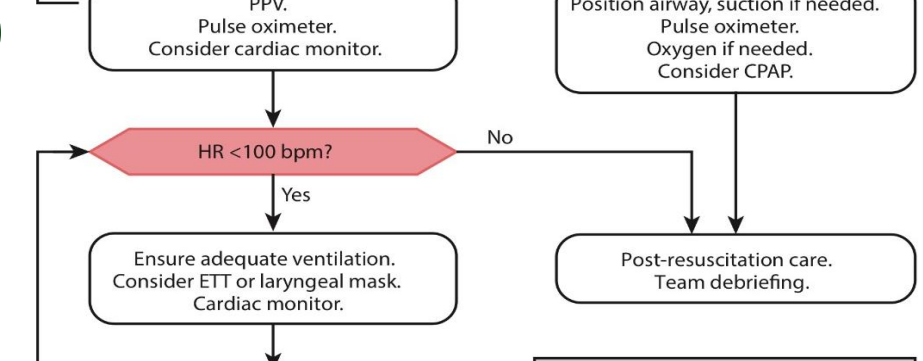 PPV.
Pulse oximeter.
Consider cardiac monitor.
Position airway, suction if needed.
Pulse oximeter.
Oxygen if needed.
Consider CPAP.
HR <100 bpm?
No
Yes
Ensure adequate ventilation.
Consider ETT or laryngeal mask.
Cardiac monitor.
Post-resuscitation care.
Team debriefing.